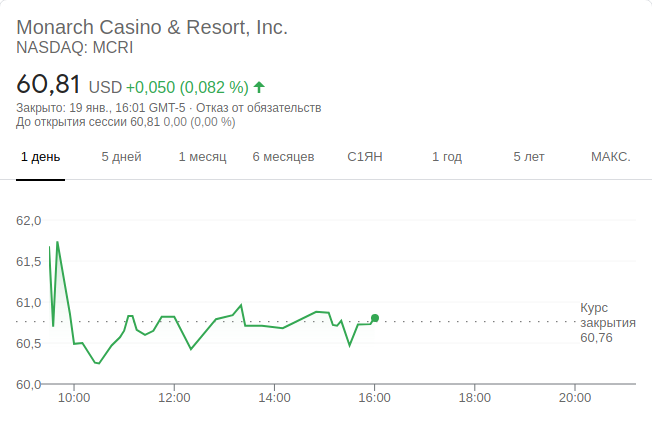 Monarch Casino & Resort, Inc.
NASDAQ: MCRI
60,81 USD +0,050 (0,082 %)
Закрыто: 19 янв., 16:01 GMT-5 · Отказ от обязательств
До открытия сессии 60,81 0,00 (0,00 %)
1 день 5 дней 1 месяц 6 месяцев С1ЯН 1 год 5 лет МАКС.
62,0
61,5
61,0
60,5
60,0
Курс
закрытия
60,76
10:00 12:00 14:00 16:00 18:00 20:00